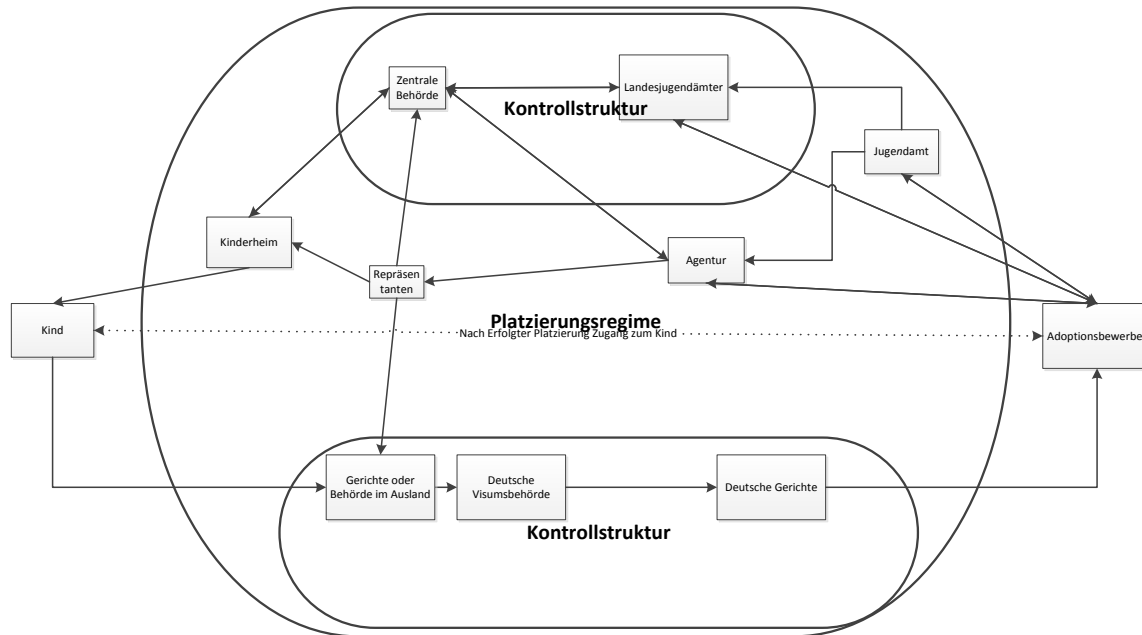 Zentrale
Behörde
Landesjugendämter
Kontrollstruktur
Jugendamt
Kinderheim
Agentur
Repräsen
tanten
Kind
Platzierungsregime
Nach Erfolgter Platzierung Zugang zum Kind
Adoptionsbewerbe
Gerichte oder
Behörde im Ausland
Deutsche
Visumsbehörde
Deutsche Gerichte
Kontrollstruktur